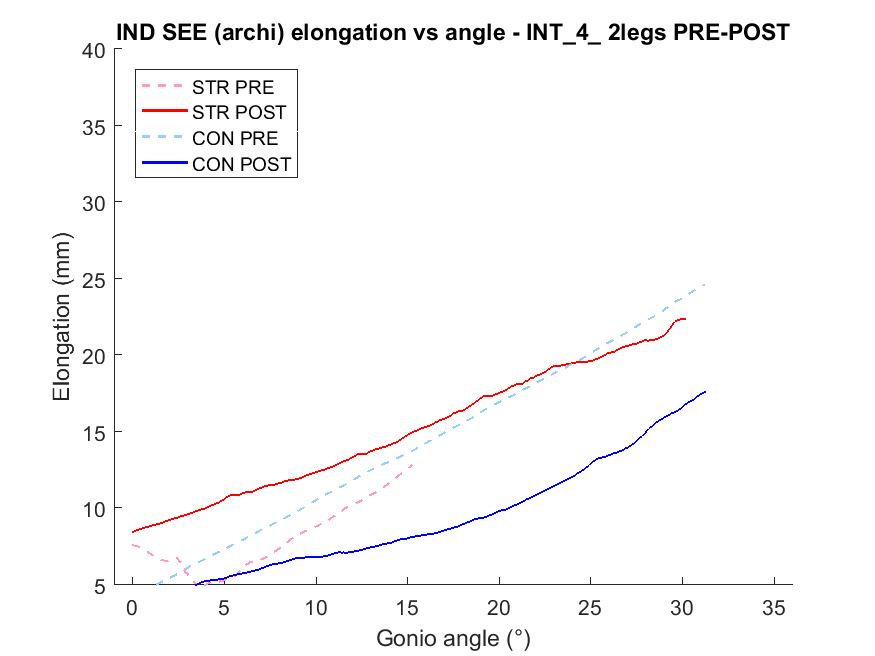 IND SEE (archi) elongation vs angle - INT_4_ 2legs PRE-POST
40
35
30
25
20
15
10
5
Elongation (mm)
STR PRE
STR POST
CON PRE
CON POST
0 5 10 15 20 25 30 35
Gonio angle (°)